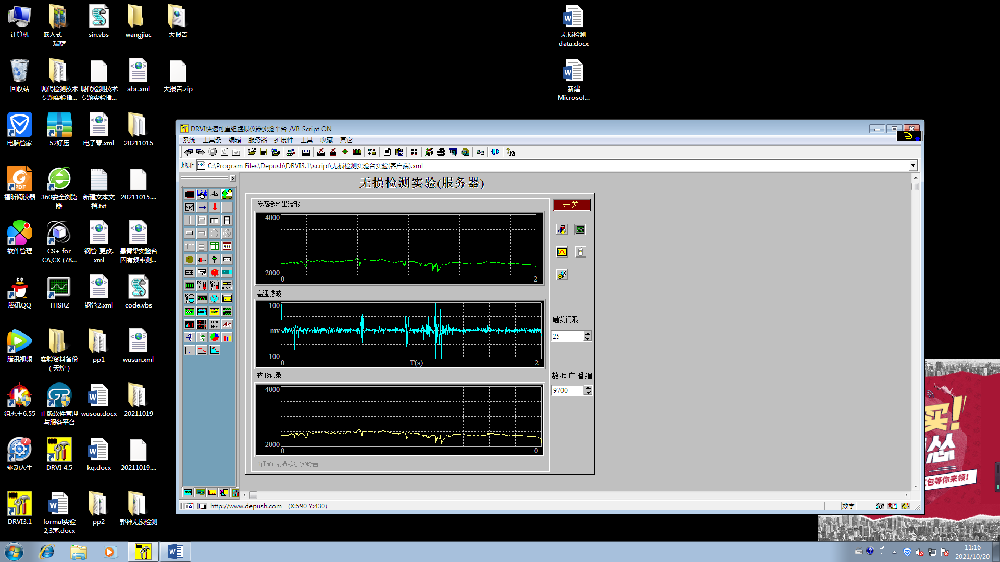 计算机
嵌入式——
瑞萨
sin.vbs
wangjiac
大报告
无损检测
data.docx
回收站
现代检测技术
专题实验指...
现代检测技术
专题实验指...
abc.xml
大报告.zip
新建
Microsof...
电脑管家
52好压
电子琴.xml
20211015
福昕阅读器
360安全浏览
器
新建文本文
档.txt
20211015....
软件管理
CS+ for
CA,CX (78...
钢管_更改.
xml
悬臂梁实验台
固有频率测...
腾讯QQ
THSRZ
钢管2.xml
code.vbs
腾讯视频
实验资料备份
（天煌）
pp1
wusun.xml
组态王6.55
正版软件管理
与服务平台
wusou.docx
20211019
驱动人生
DRVI 4.5
kq.docx
20211019....
DRVI3.1
formal实验
2,3茅.docx
pp2
郭神无损检测
DRVI快速可重组虚拟仪器实验平台 /VB Script ON
系统 工具条 编辑 服务器 扩展件 工具 收藏 其它
地址 C:\Program Files\Depush\DRVI3.1\script\无损检测实验台实验(客户端).xml
无损检测实验(服务器)
传感器输出波形
4000
2000
0 2
开关
高通滤波
100
mv
-100
0 T(s) 2
触发门限
25
波形记录
4000
2000
0 0
数据广播端
9700
通道:无损检测实验台
http://www.depush.com (X:590 Y:430)
数字
买!
怂
包等你来领!
11:16
2021/10/20